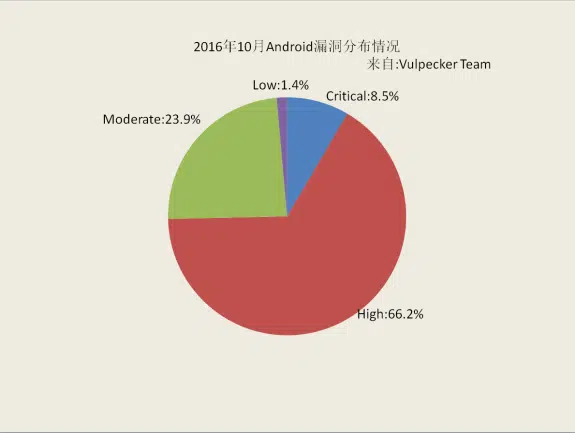 2016年10月Android漏洞分布情况
来自:Vulpecker Team
Low:1.4%
Critical:8.5%
Moderate:23.9%
High:66.2%